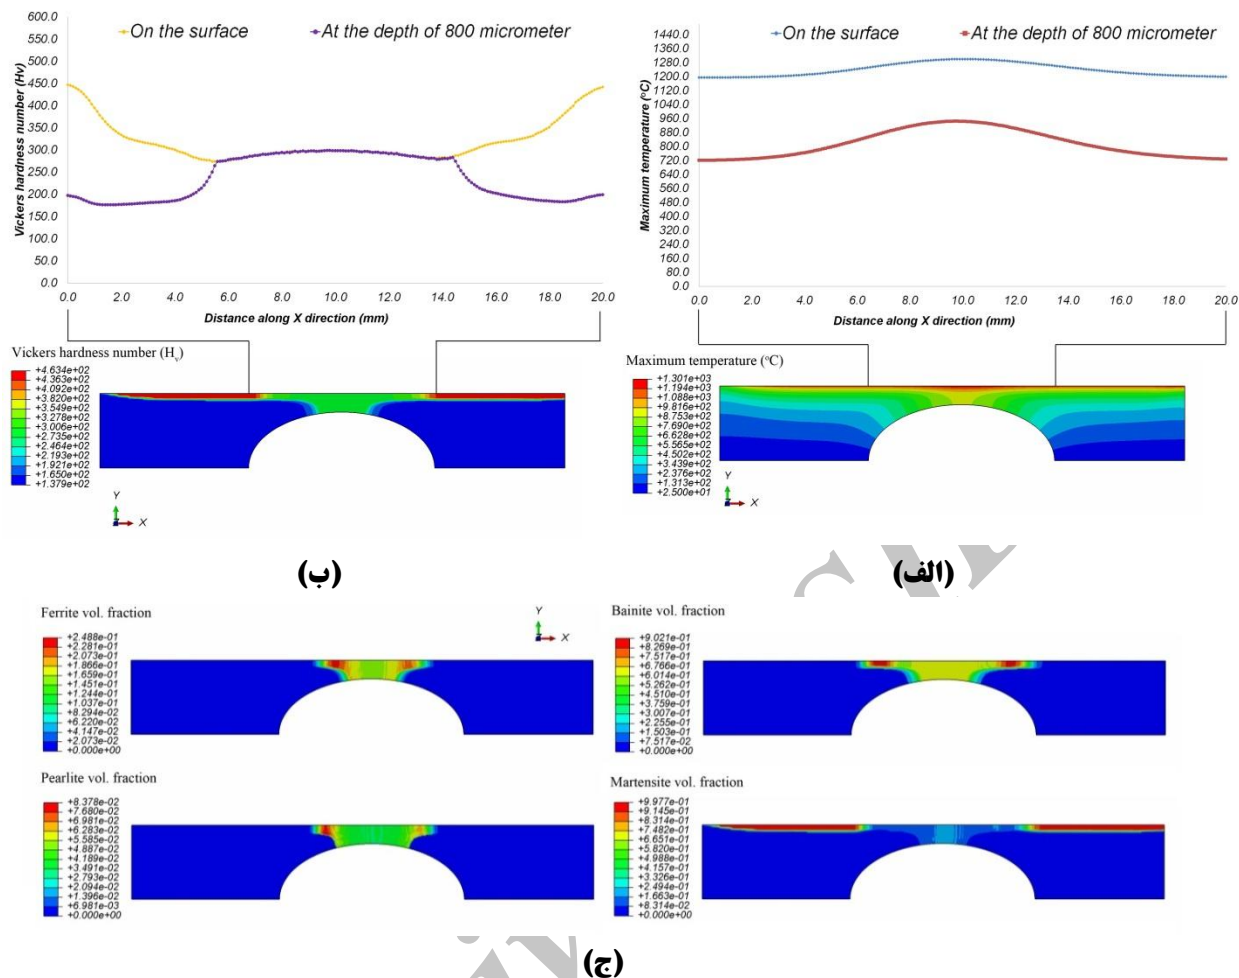 600.0
550.0
500.0
450.0
400.0
350.0
300.0
250.0
200.0
150.0
100.0
50.0
0.0
Vickers hardness number (Hv)
On the surface
At the depth of 800 micrometer
0.0 2.0 4.0 6.0 8.0 10.0 12.0 14.0 16.0 18.0 20.0
Distance along X direction (mm)
Vickers hardness number (Hv)
+4.634e+02
+4.363e+02
+4.092e+02
+3.820e+02
+3.549e+02
+3.278e+02
+3.006e+02
+2.735e+02
+2.464e+02
+2.193e+02
+1.921e+02
+1.650e+02
+1.379e+02
Y
Z
X
(ب)
1440.0
1360.0
1280.0
1200.0
1120.0
1040.0
960.0
880.0
800.0
720.0
640.0
560.0
480.0
400.0
320.0
240.0
160.0
80.0
0.0
Maximum temperature (°C)
On the surface
At the depth of 800 micrometer
0.0 2.0 4.0 6.0 8.0 10.0 12.0 14.0 16.0 18.0 20.0
Distance along X direction (mm)
Maximum temperature (°C)
+1.301e+03
+1.194e+03
+1.088e+03
+9.816e+02
+8.753e+02
+7.690e+02
+6.628e+02
+5.565e+02
+4.502e+02
+3.439e+02
+2.376e+02
+1.313e+02
+2.500e+01
Y
Z
X
(الف)
Ferrite vol. fraction
+2.488e-01
+2.281e-01
+2.073e-01
+1.866e-01
+1.659e-01
+1.451e-01
+1.244e-01
+1.037e-01
+8.294e-02
+6.220e-02
+4.147e-02
+2.073e-02
+0.000e+00
Y
Z
X
Bainite vol. fraction
+9.021e-01
+8.269e-01
+7.517e-01
+6.766e-01
+6.014e-01
+5.262e-01
+4.510e-01
+3.759e-01
+3.007e-01
+2.255e-01
+1.503e-01
+7.517e-02
+0.000e+00
Pearlite vol. fraction
+8.378e-02
+7.680e-02
+6.981e-02
+6.283e-02
+5.585e-02
+4.887e-02
+4.189e-02
+3.491e-02
+2.793e-02
+2.094e-02
+1.396e-02
+6.981e-03
+0.000e+00
Martensite vol. fraction
+9.977e-01
+9.145e-01
+8.314e-01
+7.482e-01
+6.651e-01
+5.820e-01
+4.988e-01
+4.157e-01
+3.326e-01
+2.494e-01
+1.663e-01
+8.314e-02
+0.000e+00
(ج)